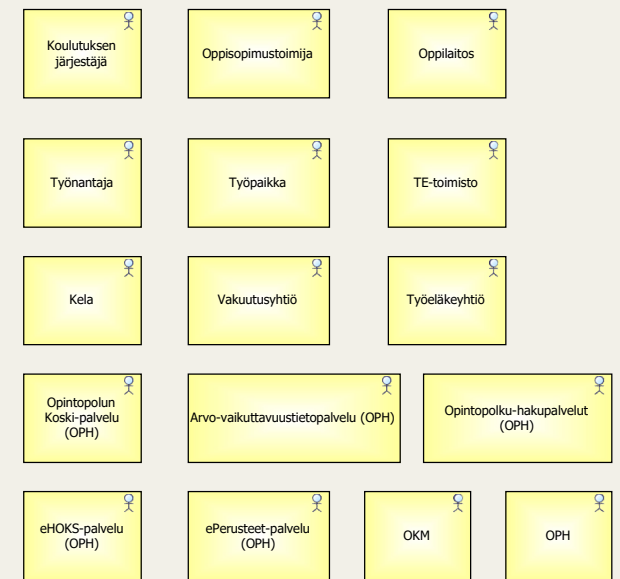 Koulutuksen
järjestäjä
Oppisopimustoimija
Oppilaitos
Työnantaja
Työpaikka
TE-toimisto
Kela
Vakuutusyhtiö
Työeläkeyhtiö
Opintopolun
Koski-palvelu
(OPH)
Arvo-vaikuttavuustietopalvelu (OPH)
Opintopolku-hakupalvelut
(OPH)
eHOKS-palvelu
(OPH)
ePerusteet-palvelu
(OPH)
OKM
OPH